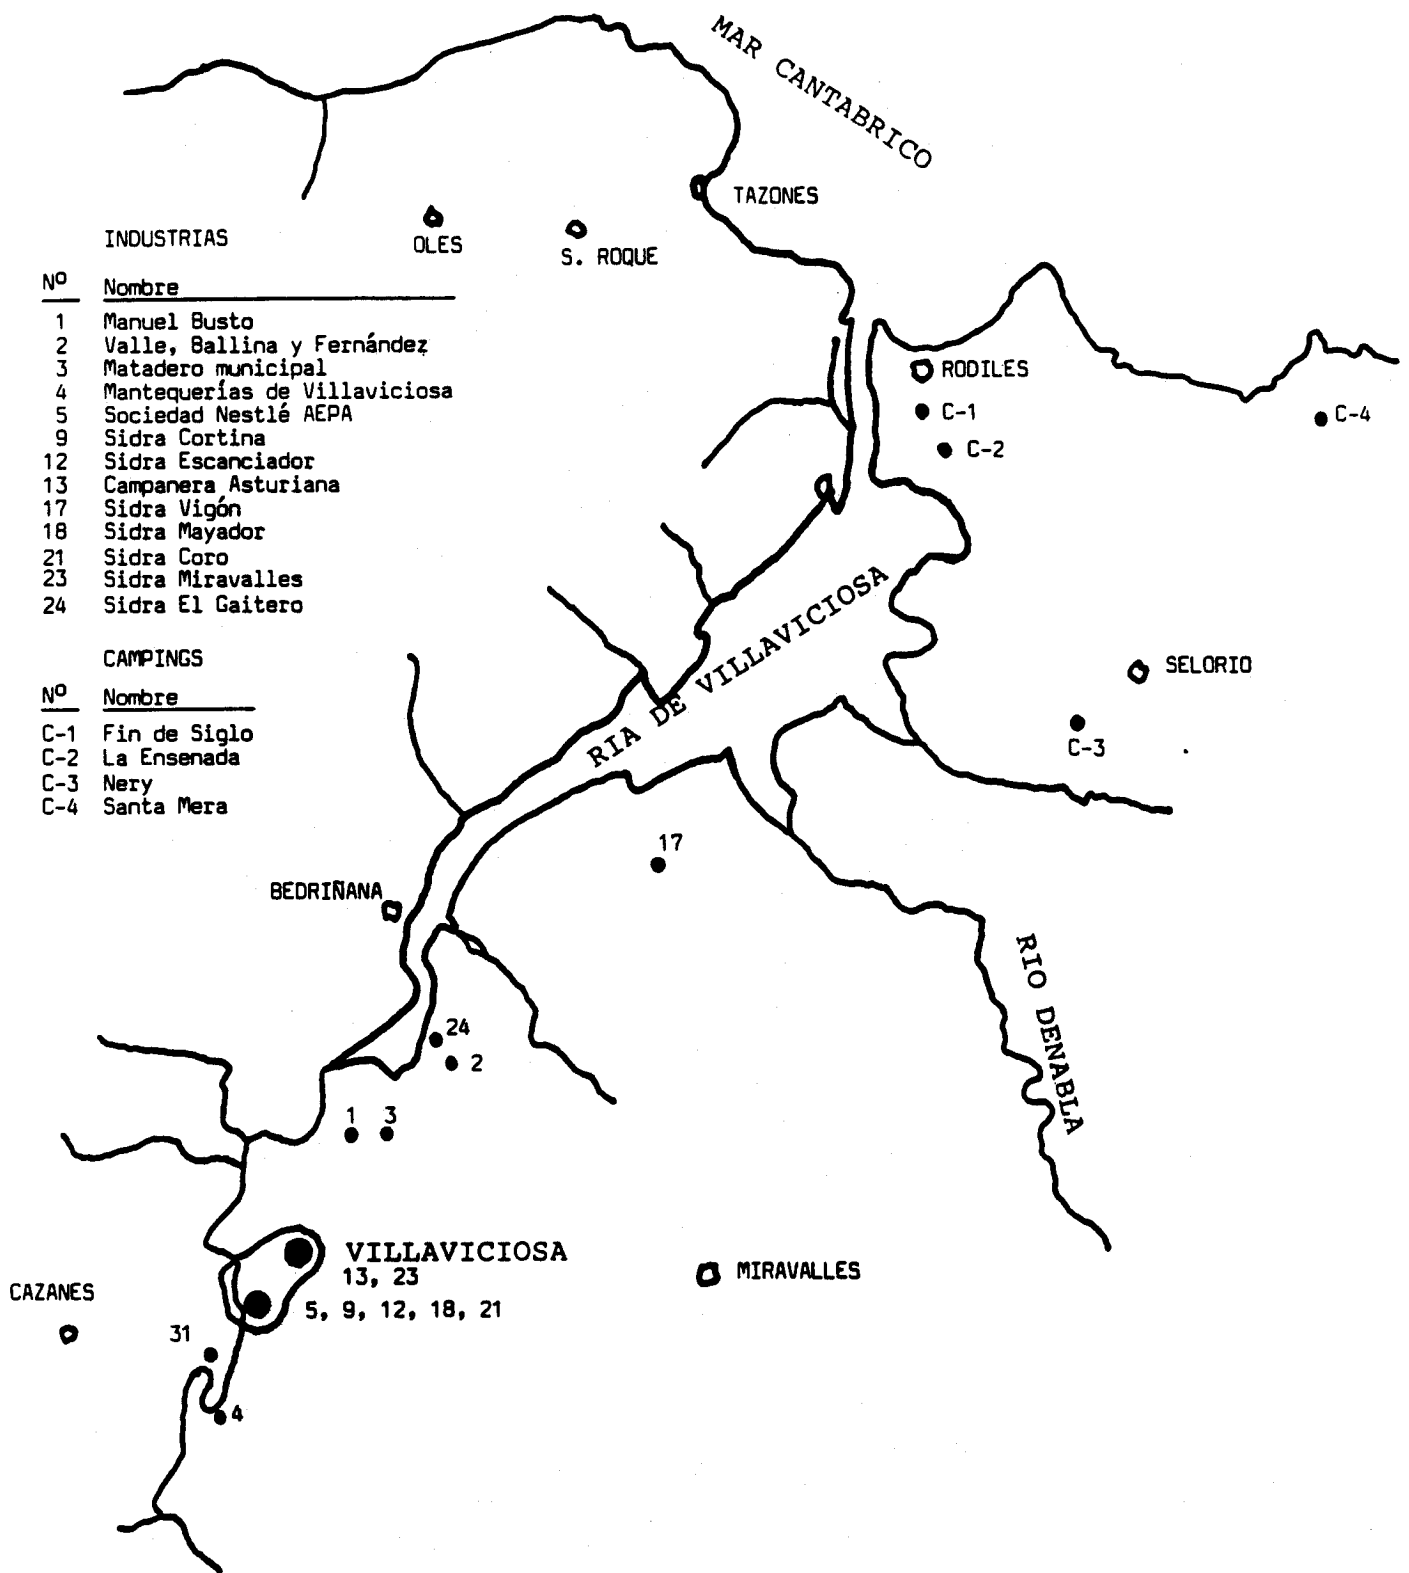 MAR CANTABRICO
TAZONES
OLES
S. ROQUE
INDUSTRIAS
Nº Nombre
1 Manuel Busto
2 Valle, Ballina y Fernández
3 Matadero municipal
4 Mantequerías de Villaviciosa
5 Sociedad Nestlé AEPA
9 Sidra Cortina
12 Sidra Escanciador
13 Campanera Asturiana
17 Sidra Vigón
18 Sidra Mayador
21 Sidra Coro
23 Sidra Miravalles
24 Sidra El Gaitero
CAMPINGS
Nº Nombre
C-1 Fin de Siglo
C-2 La Ensenada
C-3 Nery
C-4 Santa Mera
RODILES
C-1
C-2
C-4
RIA DE VILLAVICIOSA
SELORIO
C-3
17
BEDRIÑANA
RIO DENABLA
24
2
1
3
VILLAVICIOSA
13, 23
5, 9, 12, 18, 21
MIRAVALLES
CAZANES
31
4